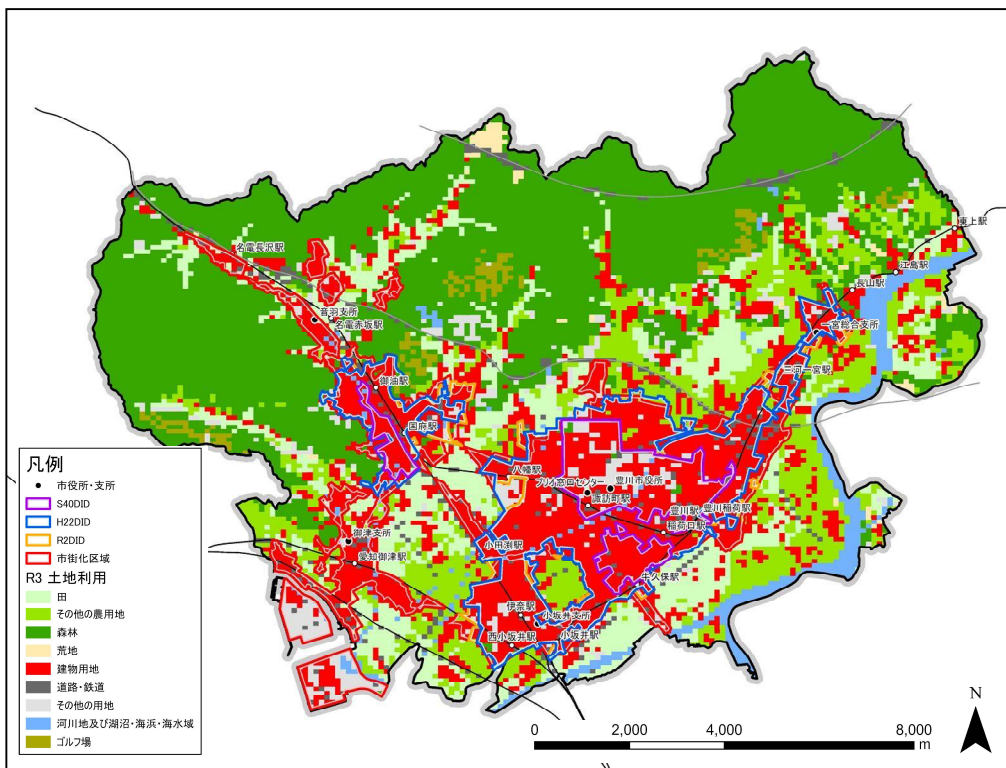 東上駅
江島駅
名電長沢駅
長山駅
音羽支所
名電赤坂駅
一宮総合支所
三河一宮駅
御油駅
国府駅
八幡駅
プリオ窓口センター
豊川市役所
諏訪町駅
豊川駅
豊川稲荷駅
稲荷口駅
御津支所
愛知御津駅
小田渕駅
牛久保駅
伊奈駅
小坂井支所
西小坂井駅
小坂井駅
凡例
市役所・支所
S40DID
H22DID
R2DID
市街化区域
R3 土地利用
田
その他の農用地
森林
荒地
建物用地
道路・鉄道
その他の用地
河川地及び湖沼・海浜・海水域
ゴルフ場
N
0 2,000 4,000 8,000
m